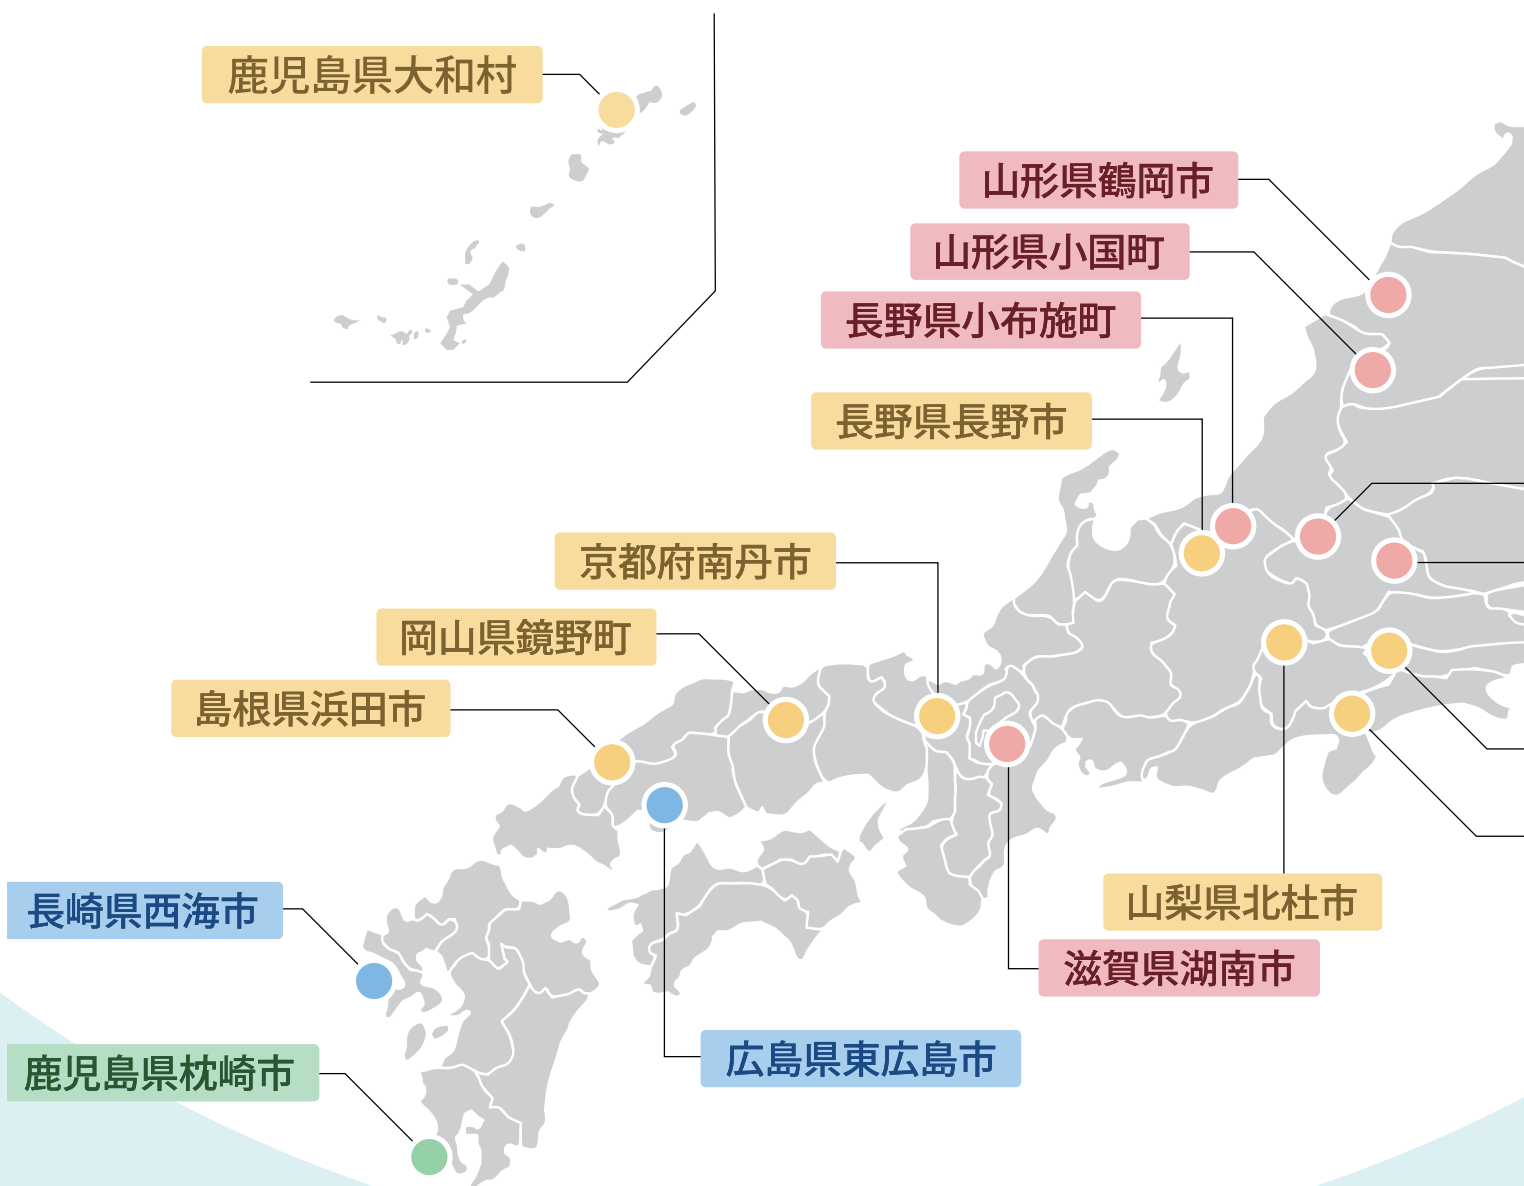 鹿児島県大和村
山形県鶴岡市
山形県小国町
長野県小布施町
長野県長野市
京都府南丹市
岡山県鏡野町
島根県浜田市
山梨県北杜市
長崎県西海市
滋賀県湖南市
広島県東広島市
鹿児島県枕崎市